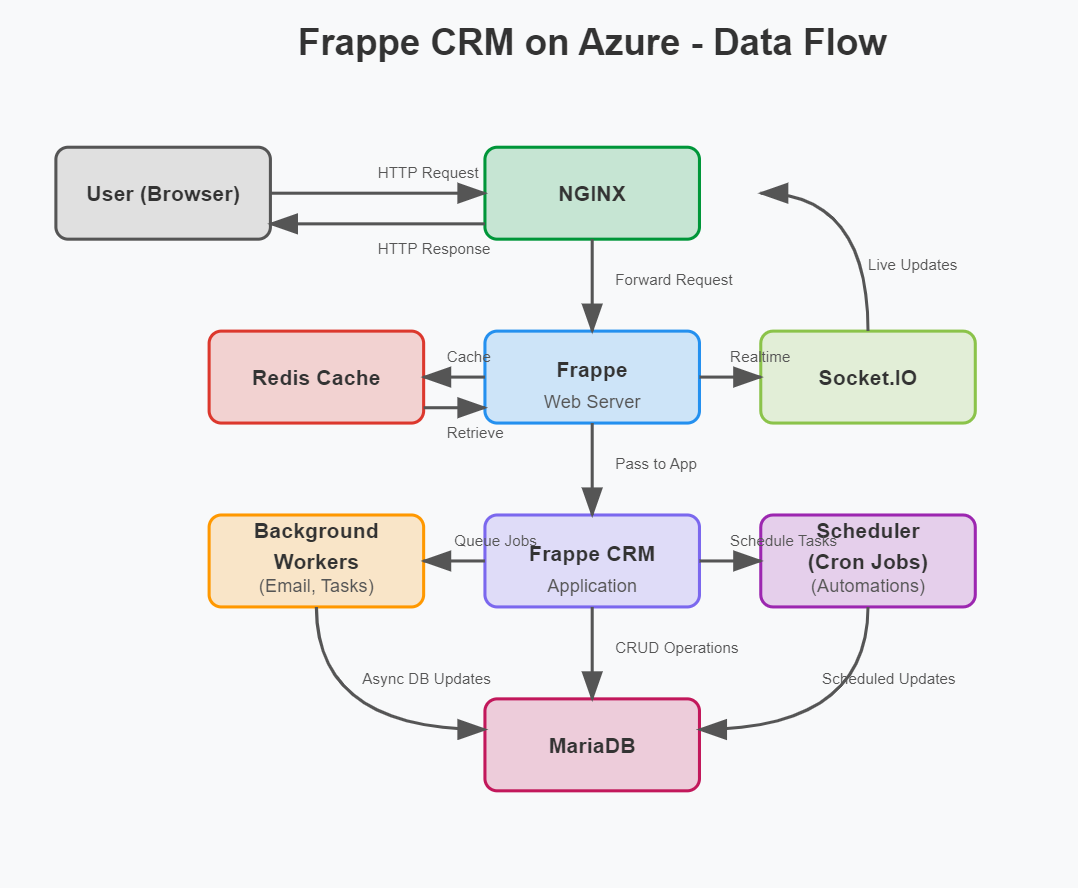 Frappe CRM on Azure - Data Flow
User (Browser)
HTTP Request
HTTP Response
NGINX
Forward Request
Live Updates
Redis Cache
Cache
Retrieve
Frappe
Web Server
Realtime
Socket.IO
Pass to App
Background
Workers
(Email, Tasks)
Queue Jobs
Frappe CRM
Application
Schedule Tasks
Scheduler
(Cron Jobs)
(Automations)
Async DB Updates
CRUD Operations
Scheduled Updates
MariaDB